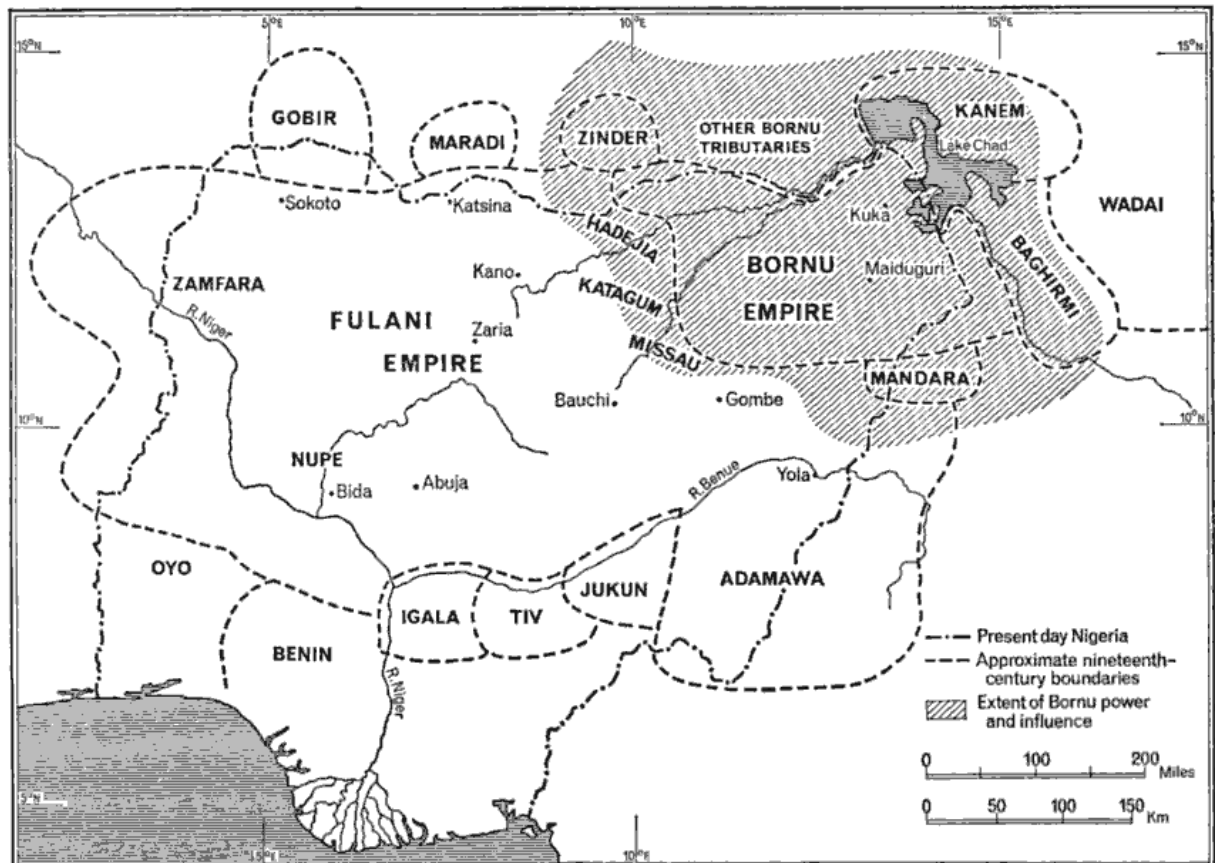 5°E
10°E
15°E
15°N
15°N
GOBIR
MARADI
ZINDER
OTHER BORNU
TRIBUTARIES
KANEM
Lake Chad
Sokoto
Katsina
Kuka
WADAI
HADEJIA
ZAMFARA
Kano
BORNU
EMPIRE
Maiduguri
BAGHIRMI
KATAGUM
R. Niger
FULANI
EMPIRE
Zaria
MISSAU
MANDARA
Bauchi
Gombe
10°N
10°N
NUPE
Bida
Abuja
R. Benue
Yola
OYO
JUKUN
ADAMAWA
IGALA
TIV
BENIN
R. Niger
Present day Nigeria
Approximate nineteenth-
century boundaries
Extent of Bornu power
and influence
0 100 200
Miles
0 50 100 150
Km
5°N
5°E
10°E